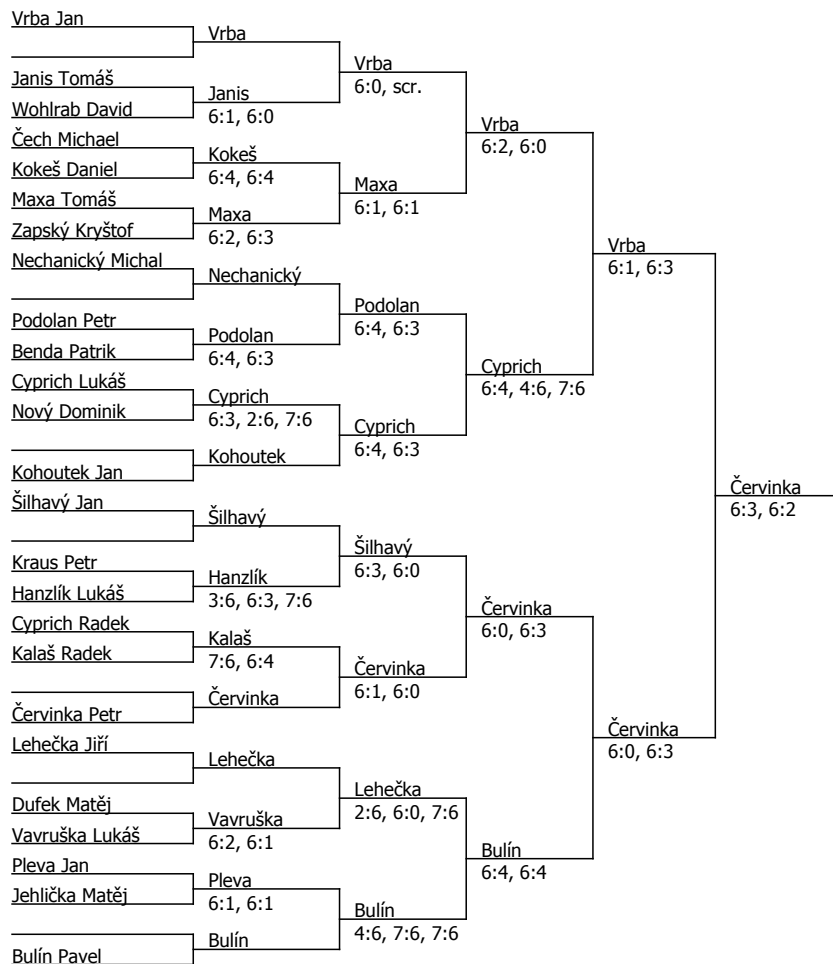 Vrba Jan
Janis Tomáš
Wohlrab David
Čech Michael
Kokeš Daniel
Maxa Tomáš
Zapský Kryštof
Nechanický Michal
Podolan Petr
Benda Patrik
Cyprich Lukáš
Nový Dominik
Kohoutek Jan
Šilhavý Jan
Kraus Petr
Hanzlík Lukáš
Cyprich Radek
Kalaš Radek
Červinka Petr
Lehečka Jiří
Dufek Matěj
Vavruška Lukáš
Pleva Jan
Jehlička Matěj
Bulín Pavel
Vrba
Janis
6:1, 6:0
Kokeš
6:4, 6:4
Maxa
6:2, 6:3
Nechanický
Podolan
6:4, 6:3
Cyprich
6:3, 2:6, 7:6
Kohoutek
Šilhavý
Hanzlík
3:6, 6:3, 7:6
Kalaš
7:6, 6:4
Červinka
Lehečka
Vavruška
6:2, 6:1
Pleva
6:1, 6:1
Bulín
Vrba
6:0, scr.
Maxa
6:1, 6:1
Podolan
6:4, 6:3
Cyprich
6:4, 6:3
Šilhavý
6:3, 6:0
Červinka
6:1, 6:0
Lehečka
2:6, 6:0, 7:6
Bulín
4:6, 7:6, 7:6
Vrba
6:2, 6:0
Cyprich
6:4, 4:6, 7:6
Červinka
6:0, 6:3
Bulín
6:4, 6:4
Vrba
6:1, 6:3
Červinka
6:0, 6:3
Červinka
6:3, 6:2